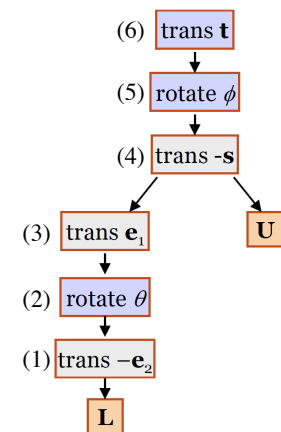 (6) trans t
(5) rotate ϕ
(4) trans -s
(3) trans e₁
U
(2) rotate θ
(1) trans −e₂
L